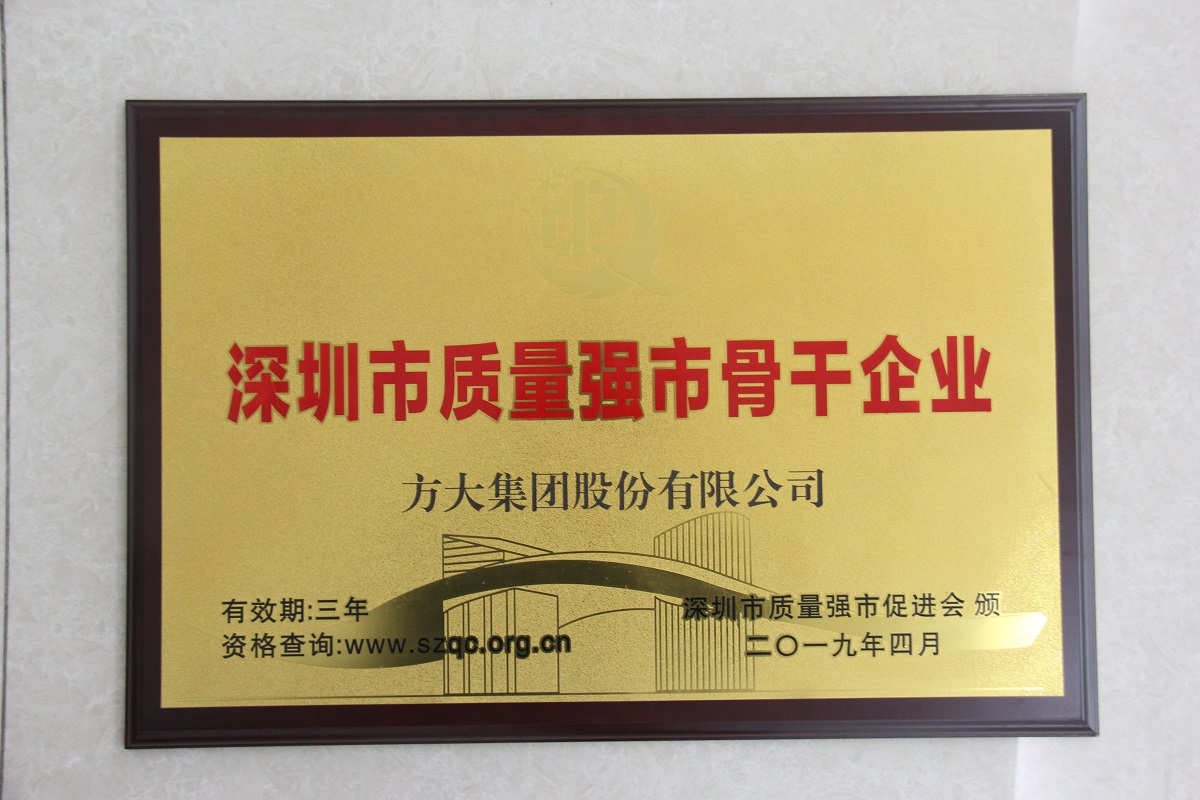 深圳市质量强市骨干企业
方大集团股份有限公司
有效期:三年
资格查询:www.szqc.org.cn
深圳市质量强市促进会 颁
二〇一九年四月